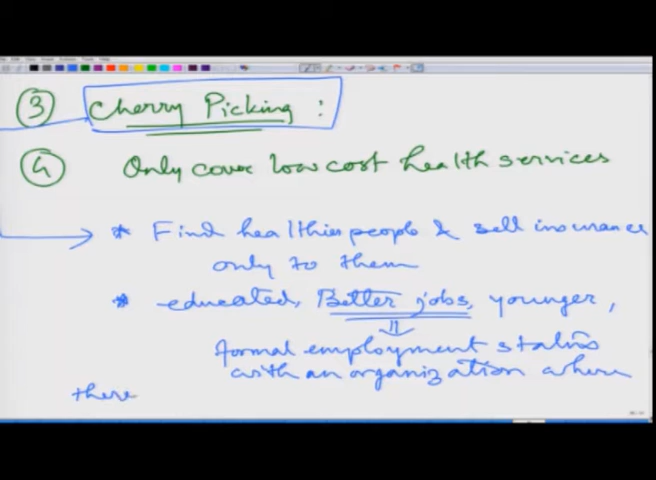 ③ Cherry Picking :
④ Only cover low cost health services
* Find healthies people & sell insurance
only to them
* educated, Better jobs, younger,
formal employment status
with an organization where
there